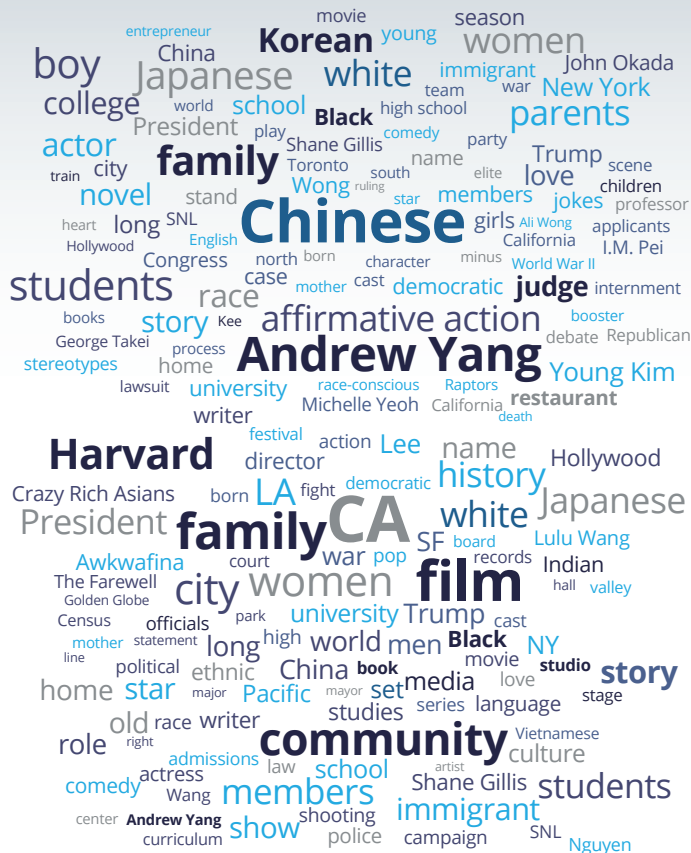 movie season
entrepreneur Korean young women
boy China Japanese white immigrant John Okada
college world school team war New York
President play Black high school parents
actor family Shane Gillis comedy party Trump
train city Toronto south name elite love scene
novel stand Wong ruling star members jokes children professor
heart long SNL Chinese girls Ali Wong applicants
Hollywood English California I.M. Pei
Congress north born character minus World War II
students case mother cast democratic judge internment
race
books story Kee affirmative action booster
George Takei process debate Republican
stereotypes home Andrew Yang Young Kim
lawsuit university race-conscious Raptors restaurant
writer Michelle Yeoh California death
Harvard festival action Lee name Hollywood
director history
Crazy Rich Asians born LA fight democratic Japanese
President family CA white
SF board Lulu Wang
Awkwafina court war pop records Indian
The Farewell city women film hall valley
Golden Globe
Census officials park university Trump cast
mother statement long high world men Black NY
line political ethnic China book movie studio story
home star major Pacific mayor set media love stage
old race writer studies series language
role right community Vietnamese
admissions law school artist culture
comedy actress Wang members Shane Gillis students
center Andrew Yang show shooting immigrant
curriculum police campaign SNL Nguyen